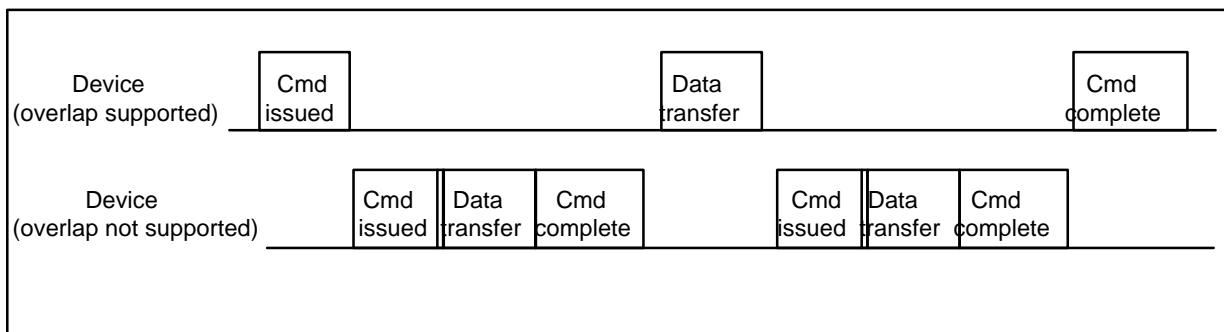 Device
(overlap supported)
Cmd
issued
Data
transfer
Cmd
complete
Device
(overlap not supported)
Cmd
issued
Data
transfer
Cmd
complete
Cmd
issued
Data
transfer
Cmd
complete